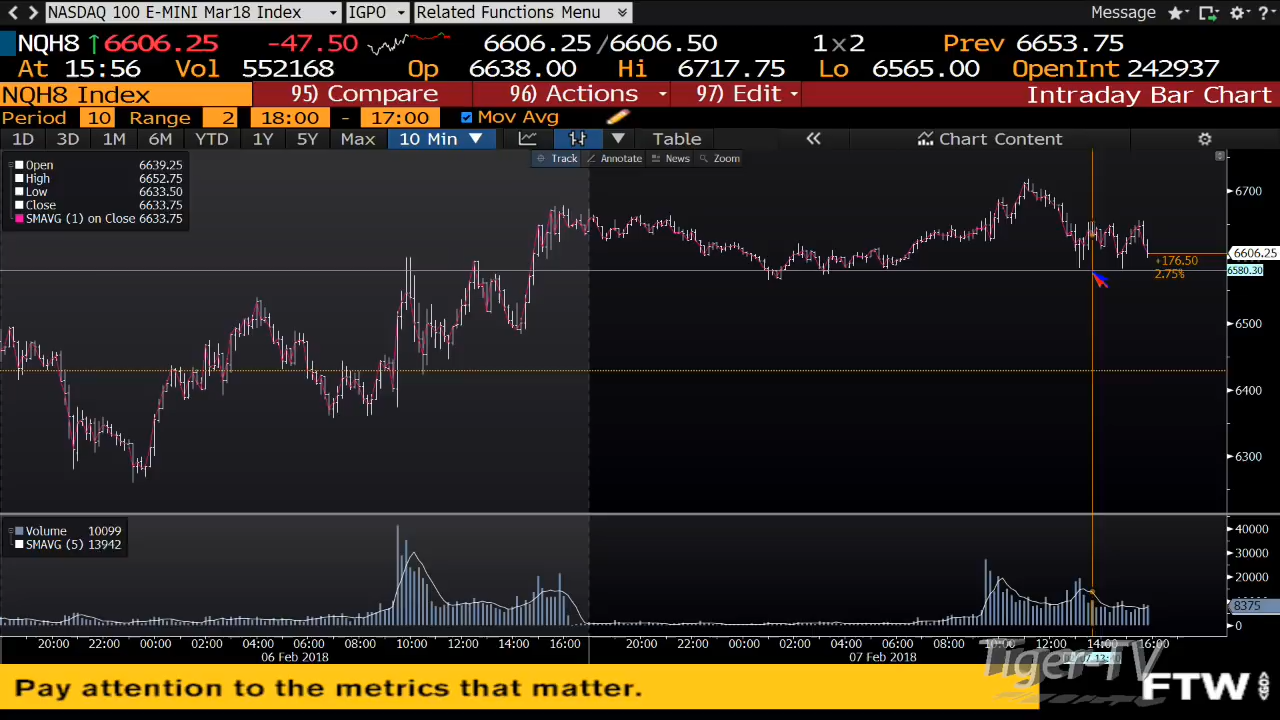 NASDAQ 100 E-MINI Mar18 Index IGPO Related Functions Menu Message ?
NQH8 ↑6606.25 -47.50 6606.25/6606.50 1x2 Prev 6653.75
At 15:56 Vol 552168 Op 6638.00 Hi 6717.75 Lo 6565.00 OpenInt 242937
NQH8 Index 95) Compare 96) Actions 97) Edit Intraday Bar Chart
Period 10 Range 2 18:00 - 17:00 Mov Avg
1D 3D 1M 6M YTD 1Y 5Y Max 10 Min Table Chart Content
Track Annotate News Zoom
Open 6639.25
High 6652.75
Low 6633.50
Close 6633.75
SMAVG (1) on Close 6633.75
6700
6606.25
+176.50
2.75%
6580.30
6500
6400
6300
Volume 10099
SMAVG (5) 13942
40000
30000
20000
8375
0
20:00 22:00 00:00 02:00 04:00 06:00 08:00 10:00 12:00 14:00 16:00 20:00 22:00 00:00 02:00 04:00 06:00 08:00 10:00 12:00 14:00 16:00
06 Feb 2018 07 Feb 2018
Tiger-TV
Pay attention to the metrics that matter.
FTW